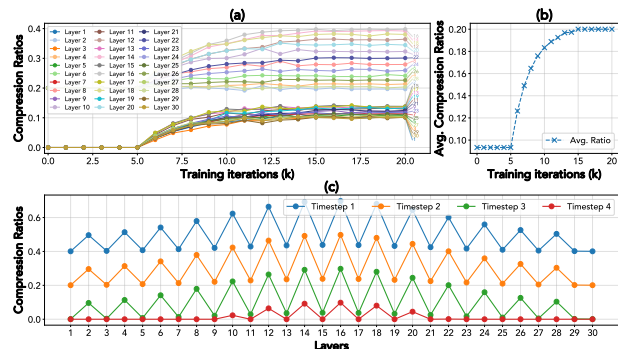 (a)
Compression Ratios
0.4
0.3
0.2
0.1
0.0
Layer 1
Layer 2
Layer 3
Layer 4
Layer 5
Layer 6
Layer 7
Layer 8
Layer 9
Layer 10
Layer 11
Layer 12
Layer 13
Layer 14
Layer 15
Layer 16
Layer 17
Layer 18
Layer 19
Layer 20
Layer 21
Layer 22
Layer 23
Layer 24
Layer 25
Layer 26
Layer 27
Layer 28
Layer 29
Layer 30
0.0 2.5 5.0 7.5 10.0 12.5 15.0 17.5 20.0
Training iterations (k)
(b)
Avg. Compression Ratios
0.20
0.18
0.16
0.14
0.12
0.10
Avg. Ratio
0 5 10 15 20
Training iterations (k)
(c)
Compression Ratios
0.6
0.4
0.2
0.0
Timestep 1 Timestep 2 Timestep 3 Timestep 4
1 2 3 4 5 6 7 8 9 10 11 12 13 14 15 16 17 18 19 20 21 22 23 24 25 26 27 28 29 30
Layers